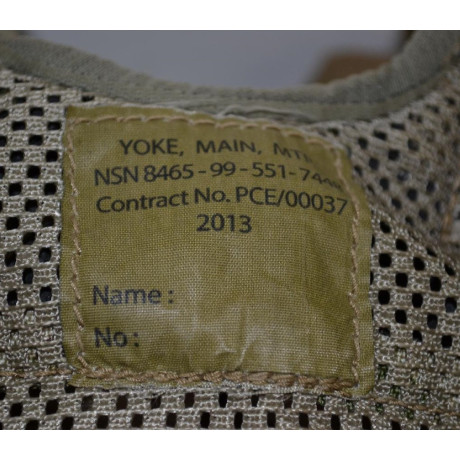 YOKE, MAIN,
NSN 8465-99-551-
Contract No. PCE/00037
2013
Name :
No :